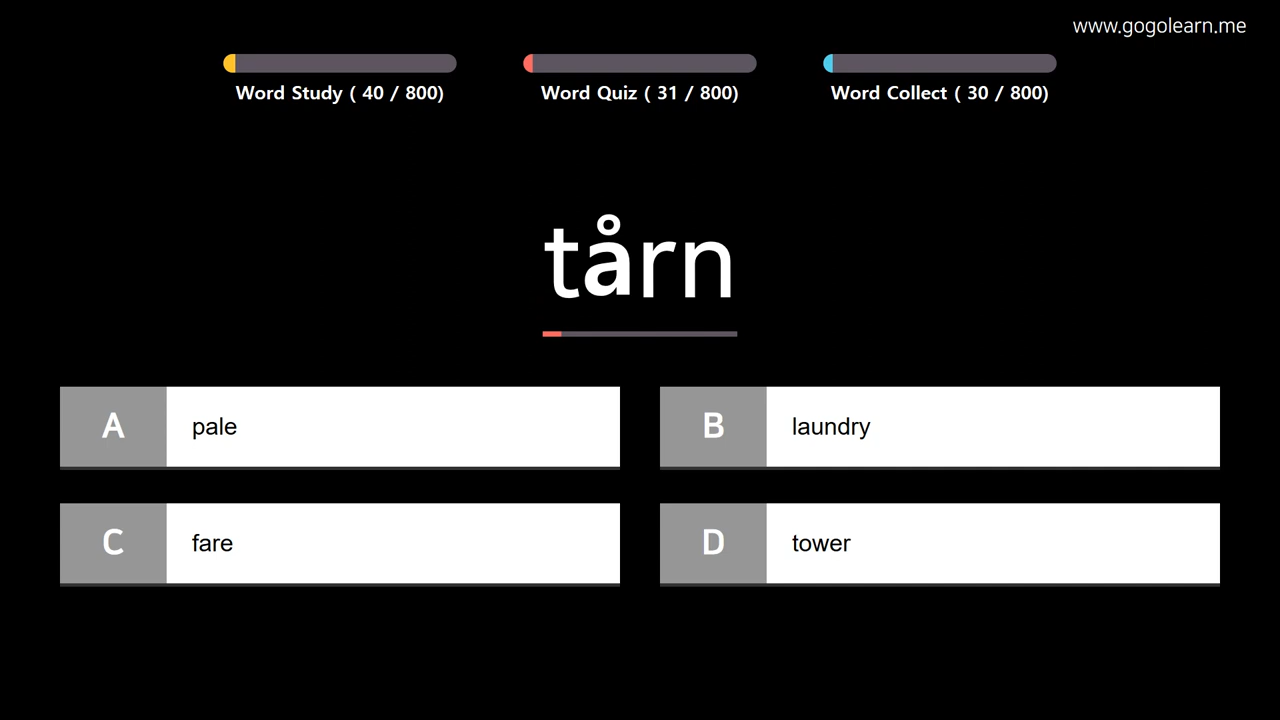 www.gogolearn.me
Word Study ( 40 / 800)
Word Quiz ( 31 / 800)
Word Collect ( 30 / 800)
tårn
A pale
B laundry
C fare
D tower